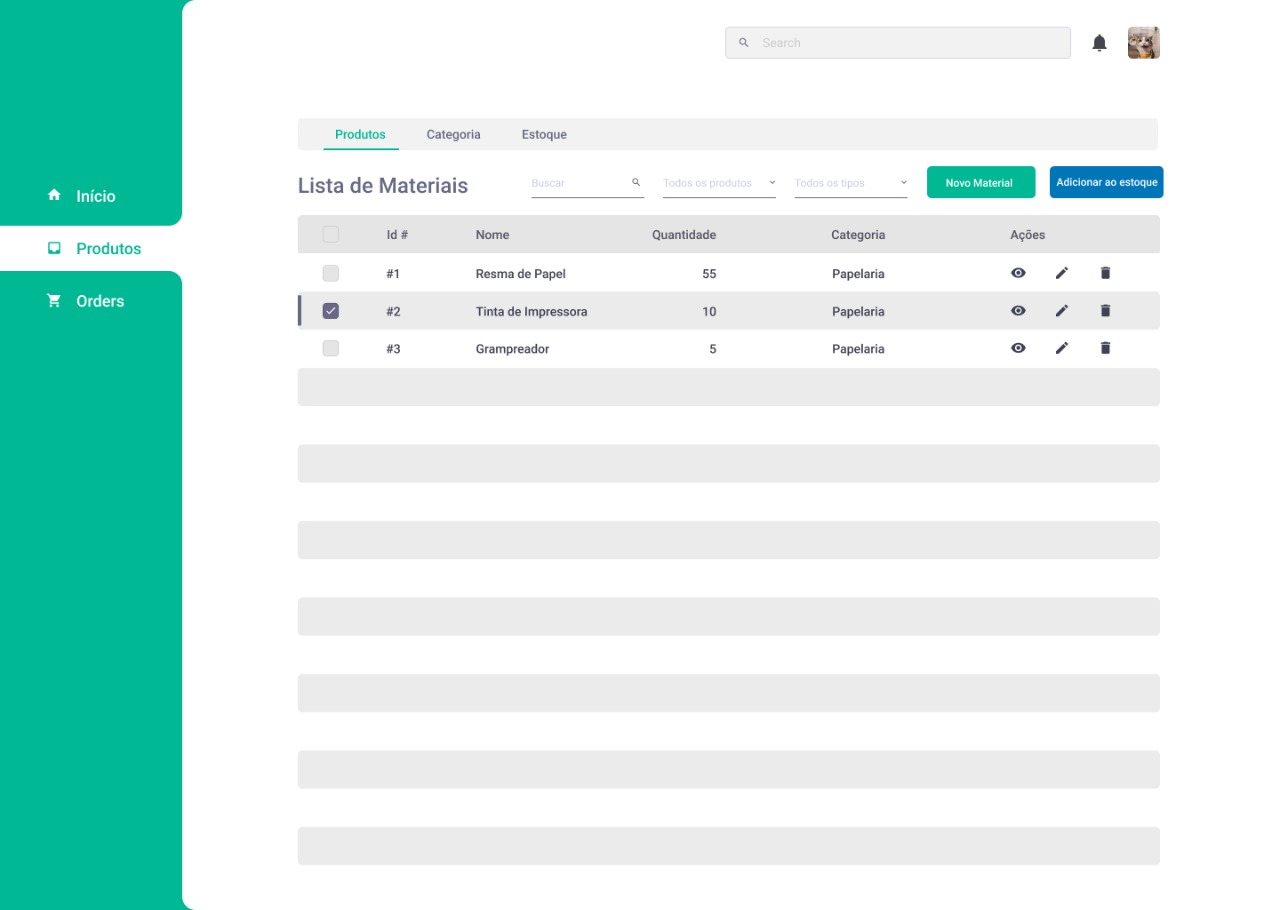 Search
Início
Produtos
Orders
Produtos Categoria Estoque
Lista de Materiais Buscar Todos os produtos Todos os tipos Novo Material Adicionar ao estoque
Id # Nome Quantidade Categoria Ações
#1 Resma de Papel 55 Papelaria
#2 Tinta de Impressora 10 Papelaria
#3 Grampreador 5 Papelaria